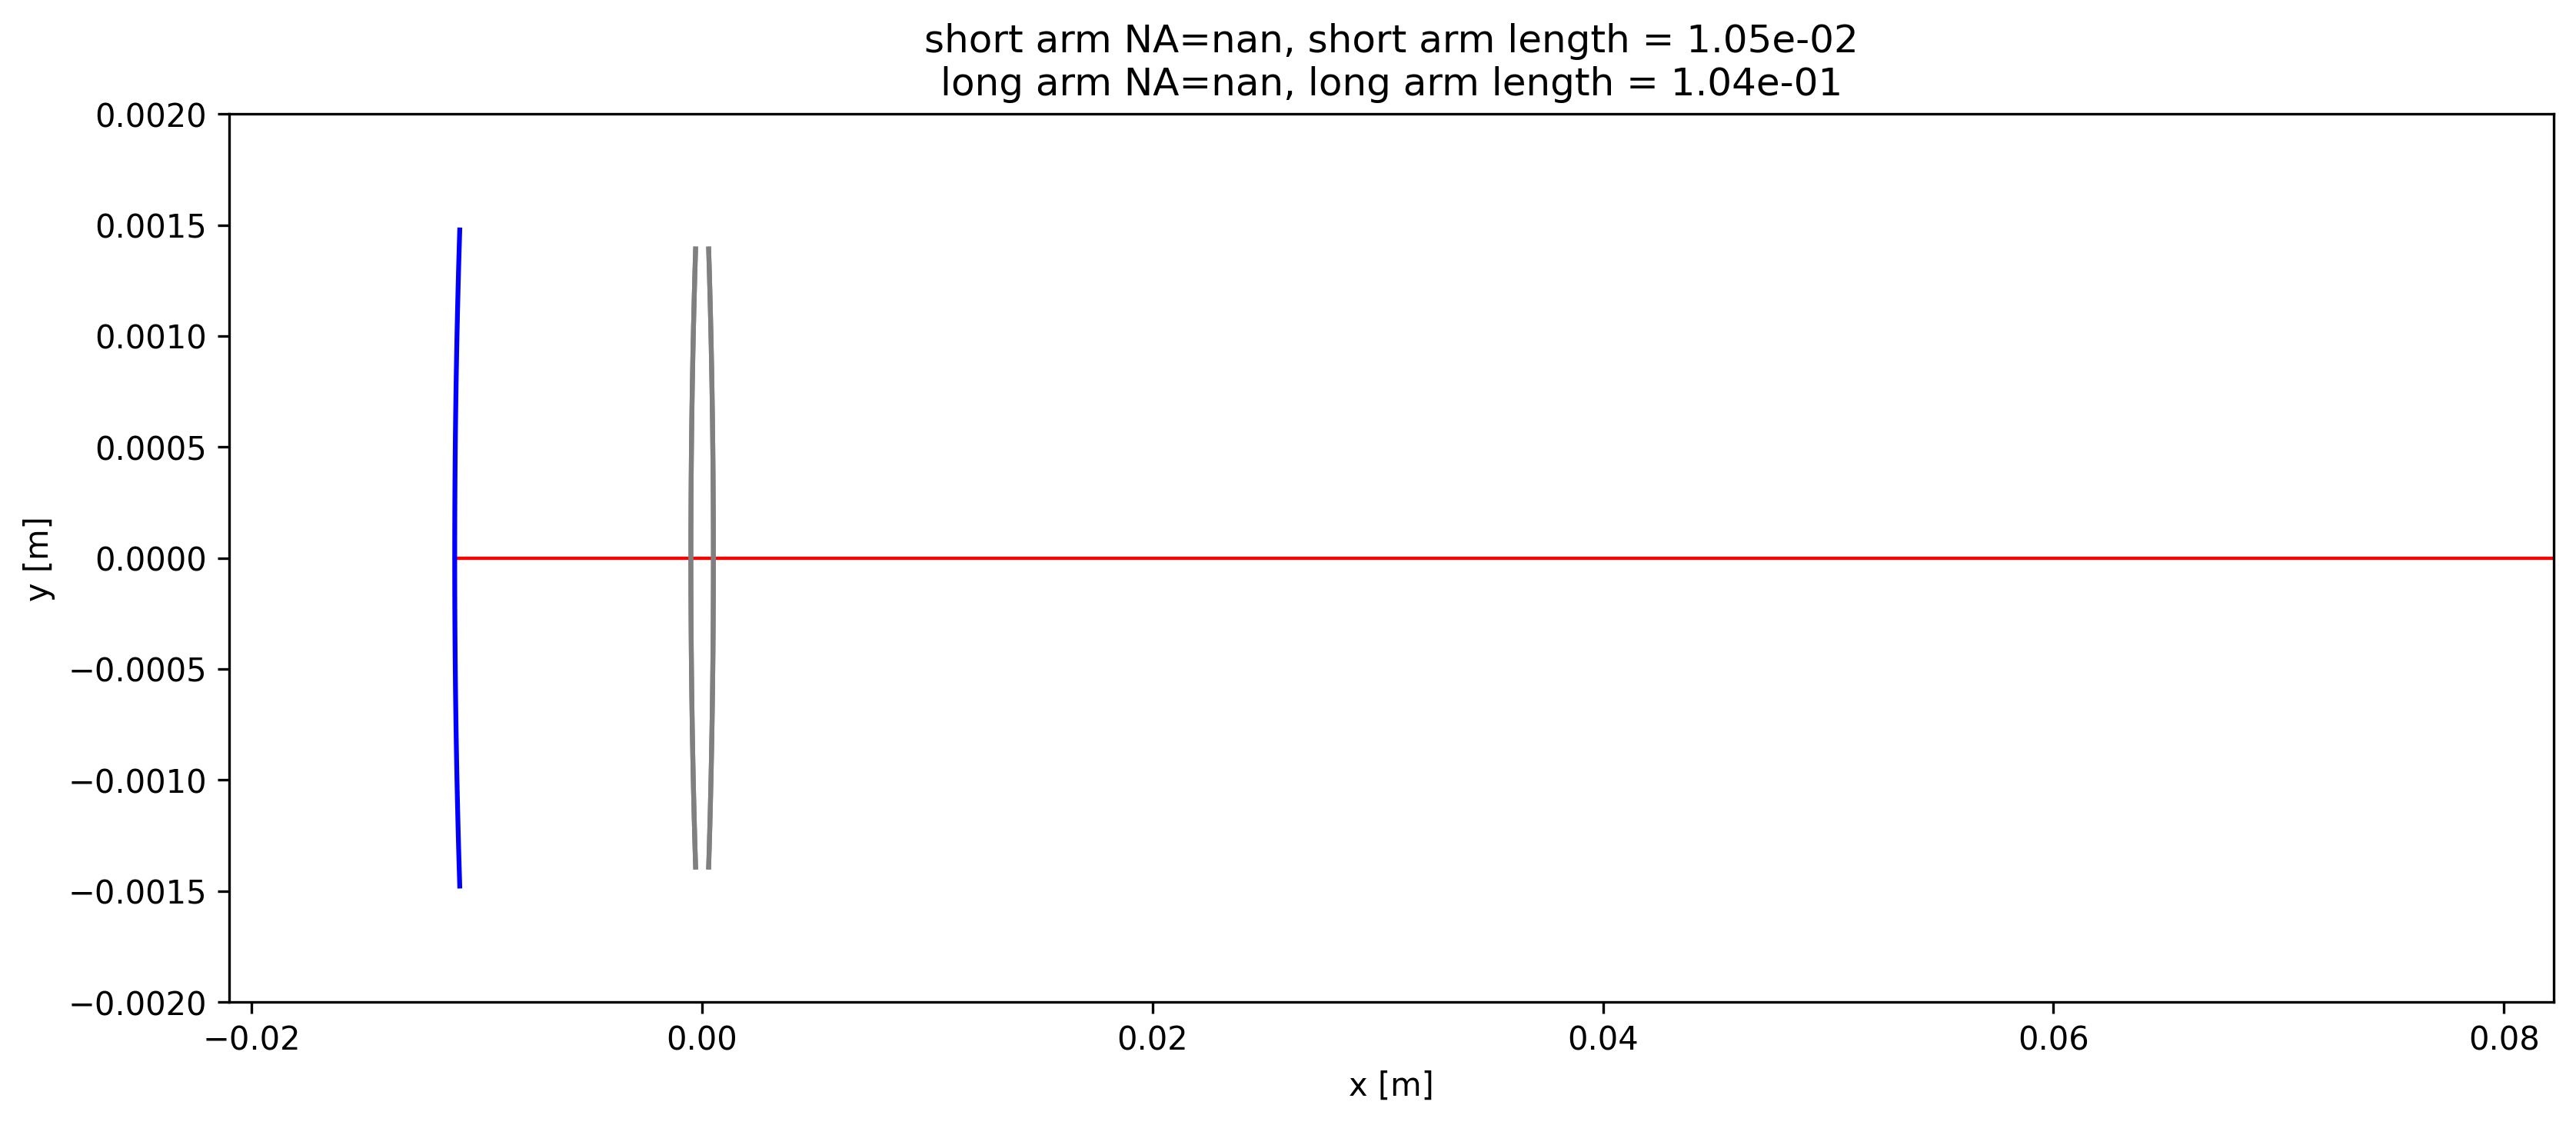 short arm NA=nan, short arm length = 1.05e-02
long arm NA=nan, long arm length = 1.04e-01
0.0020
0.0015
0.0010
0.0005
0.0000
−0.0005
−0.0010
−0.0015
−0.0020
y [m]
−0.02 0.00 0.02 0.04 0.06 0.08
x [m]